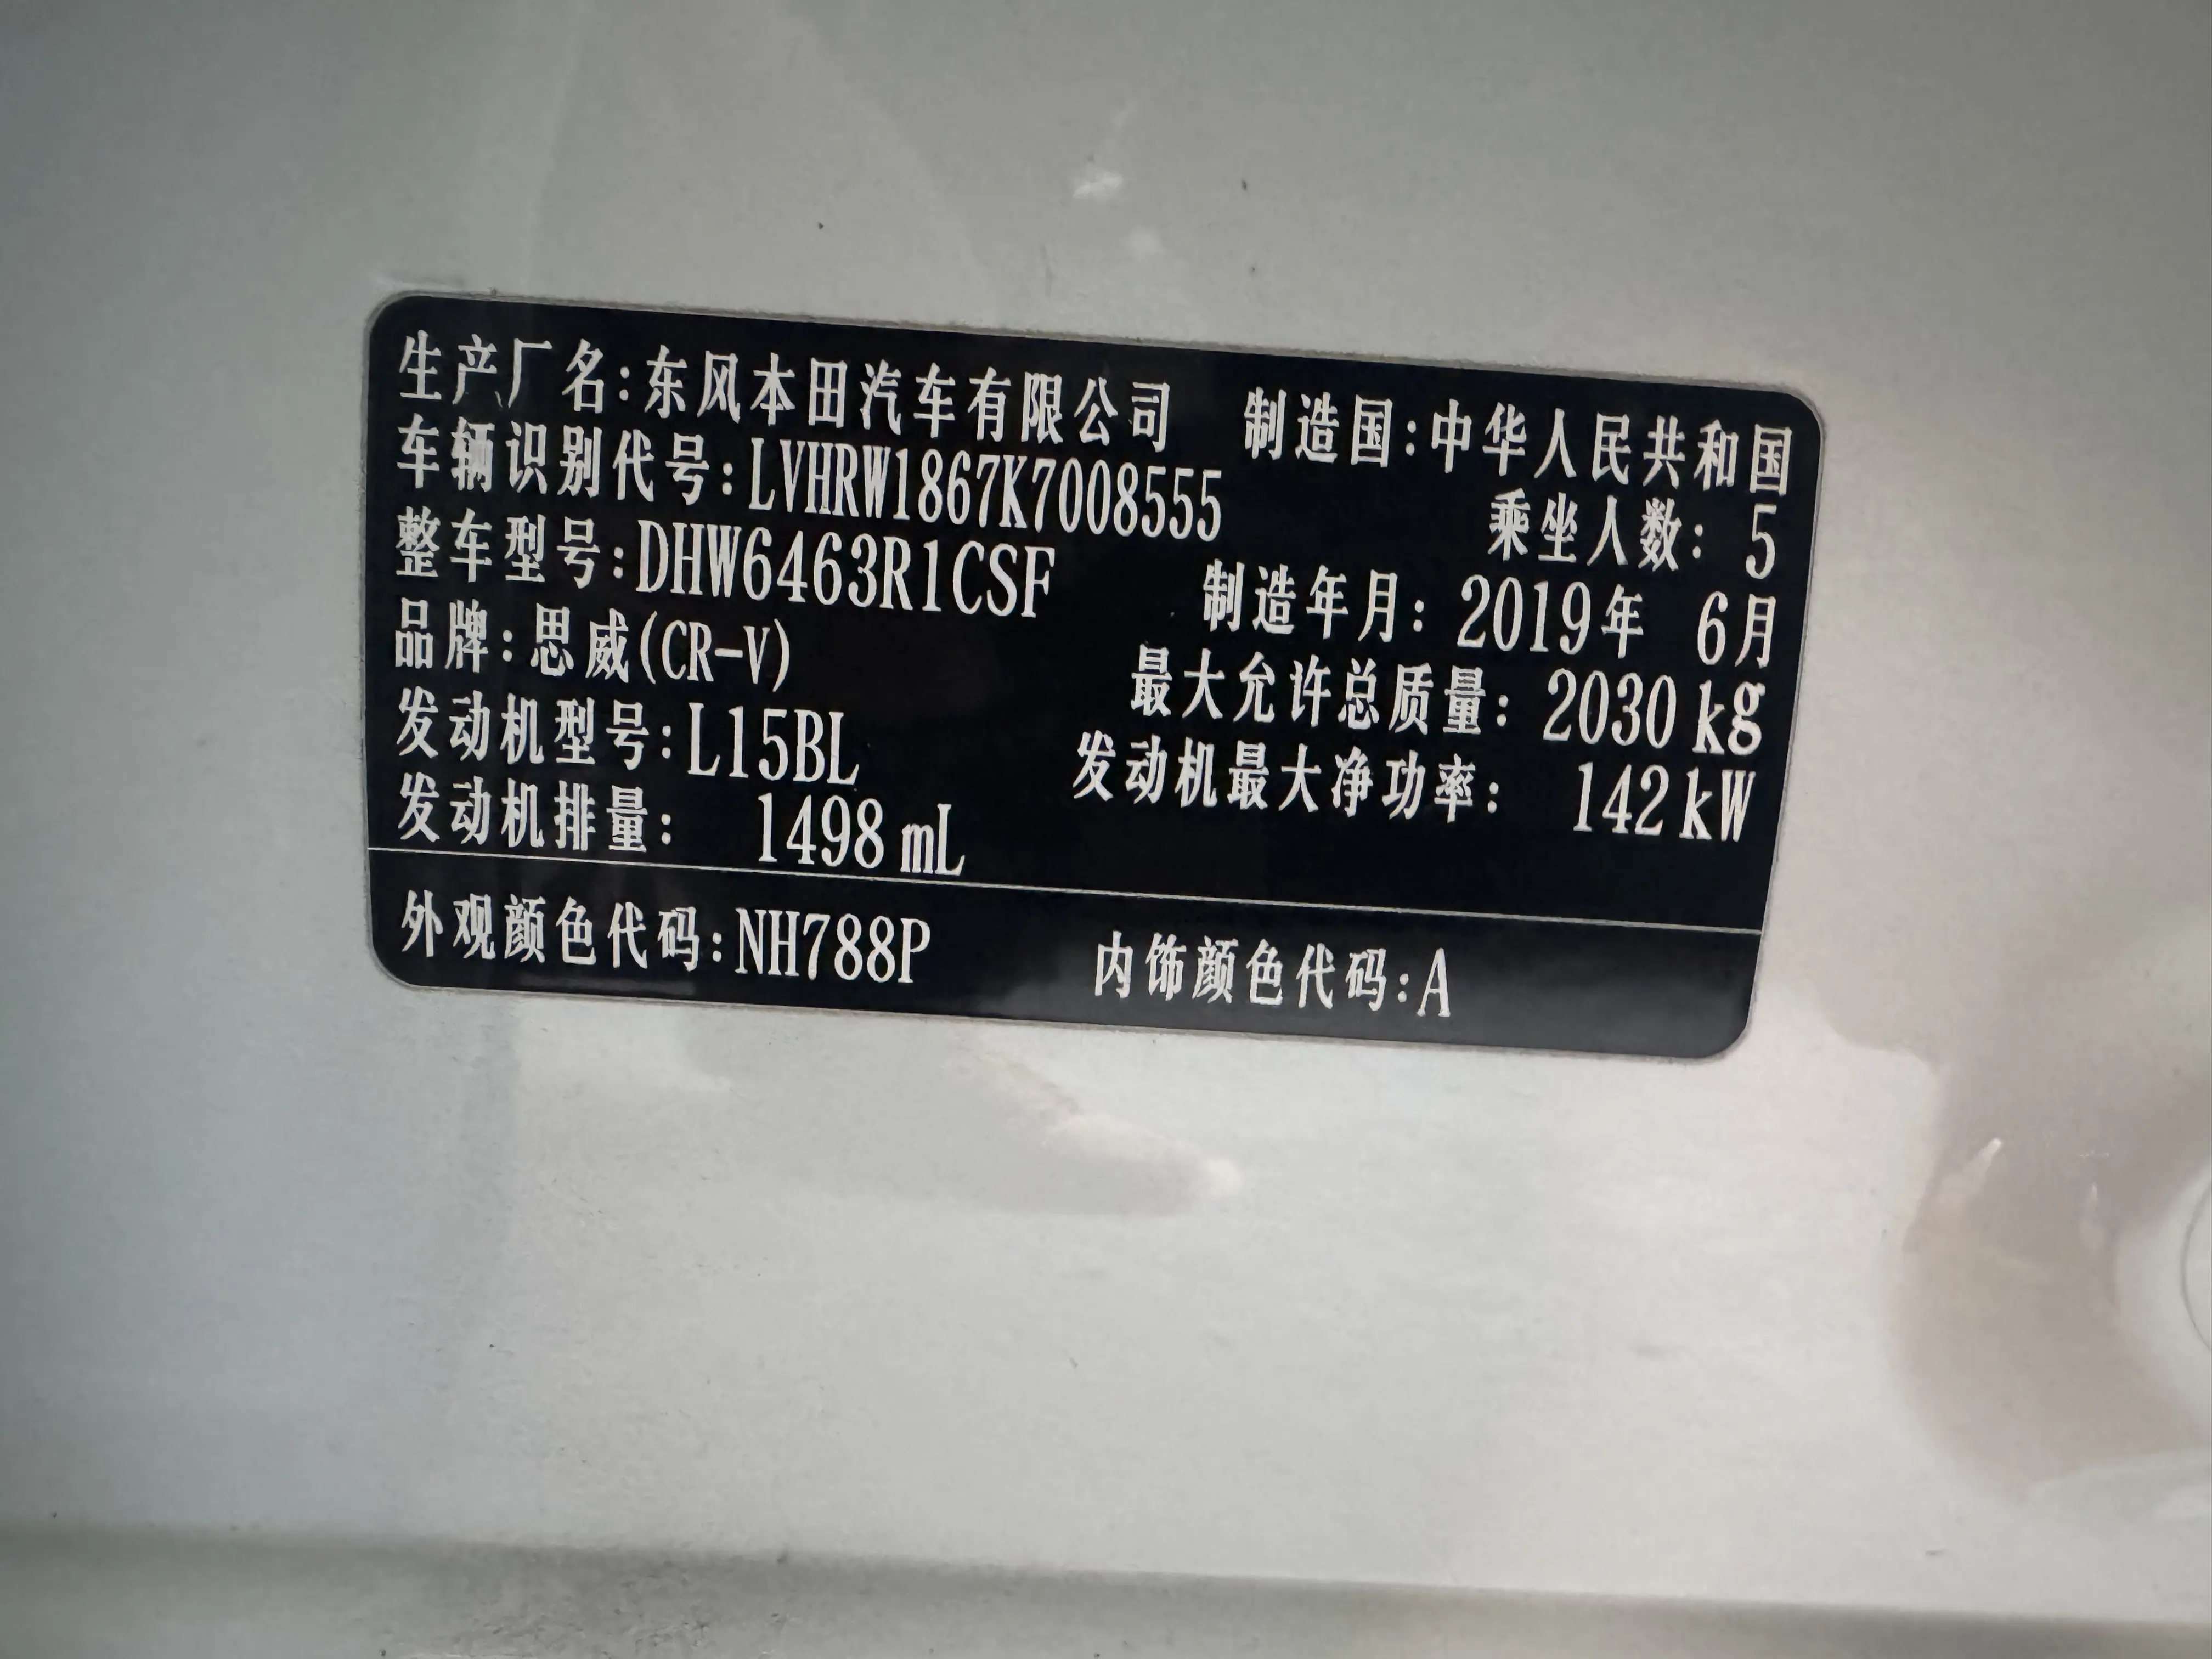 生产厂名:东风本田汽车有限公司 制造国:中华人民共和国
车辆识别代号:LVHRW1867K7008555 乘坐人数: 5
整车型号:DHW6463R1CSF 制造年月: 2019年 6月
品牌:思威(CR-V) 最大允许总质量: 2030 kg
发动机型号:L15BL 发动机最大净功率: 142 kW
发动机排量: 1498 mL
外观颜色代码:NH788P 内饰颜色代码:A